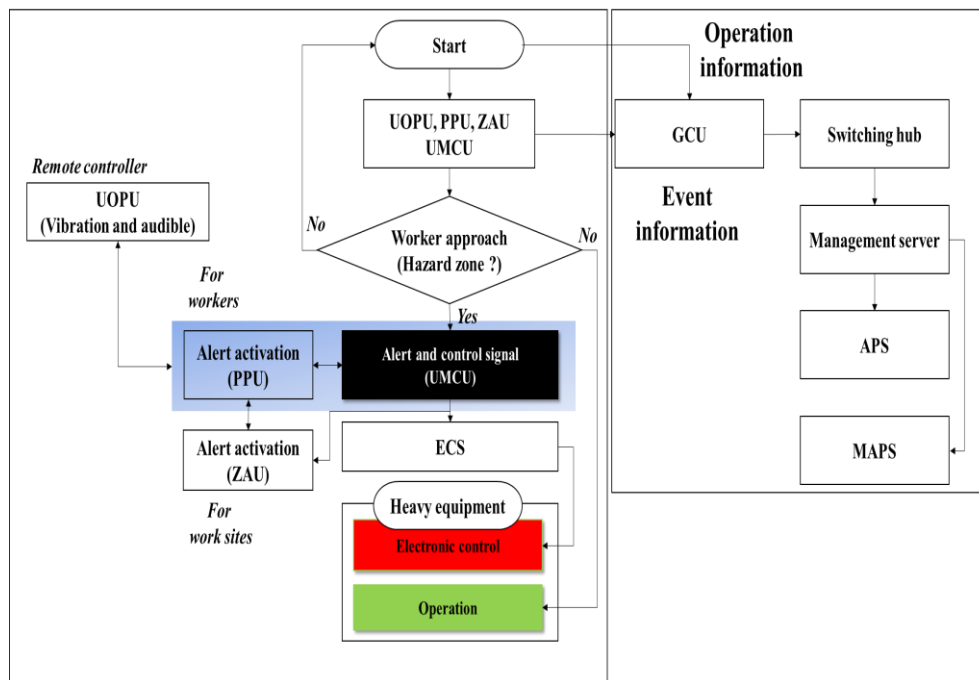 Start
Operation
information
UOPU, PPU, ZAU
UMCU
GCU
Switching hub
Remote controller
UOPU
(Vibration and audible)
Event
information
No
Worker approach
(Hazard zone ?)
No
Management server
For
workers
Yes
Alert activation
(PPU)
Alert and control signal
(UMCU)
APS
Alert activation
(ZAU)
ECS
MAPS
For
work sites
Heavy equipment
Electronic control
Operation